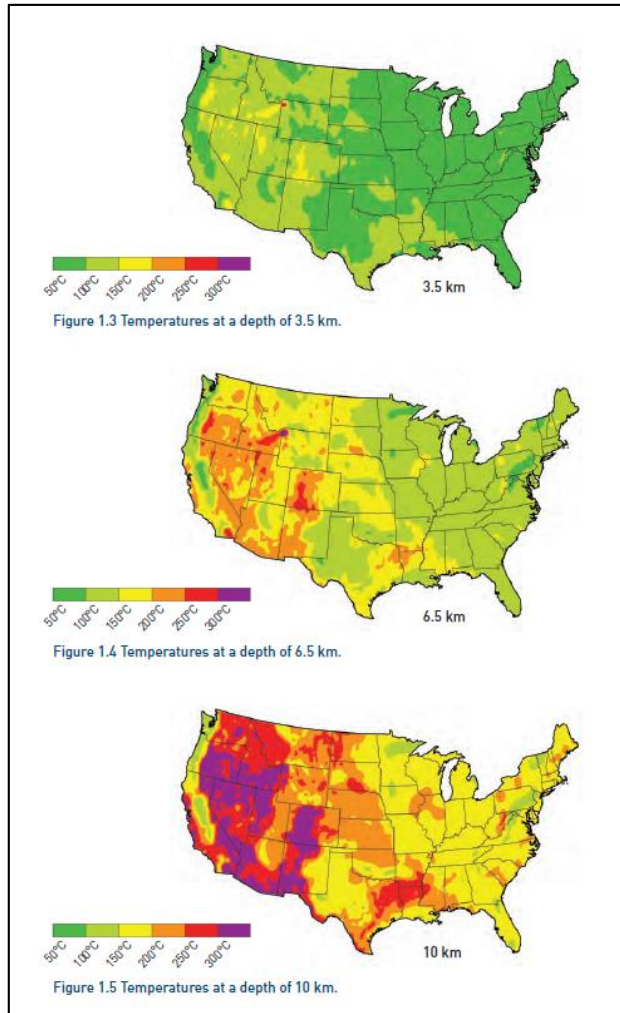 3.5 km
50°C 100°C 150°C 200°C 250°C 300°C
Figure 1.3 Temperatures at a depth of 3.5 km.
6.5 km
50°C 100°C 150°C 200°C 250°C 300°C
Figure 1.4 Temperatures at a depth of 6.5 km.
10 km
50°C 100°C 150°C 200°C 250°C 300°C
Figure 1.5 Temperatures at a depth of 10 km.